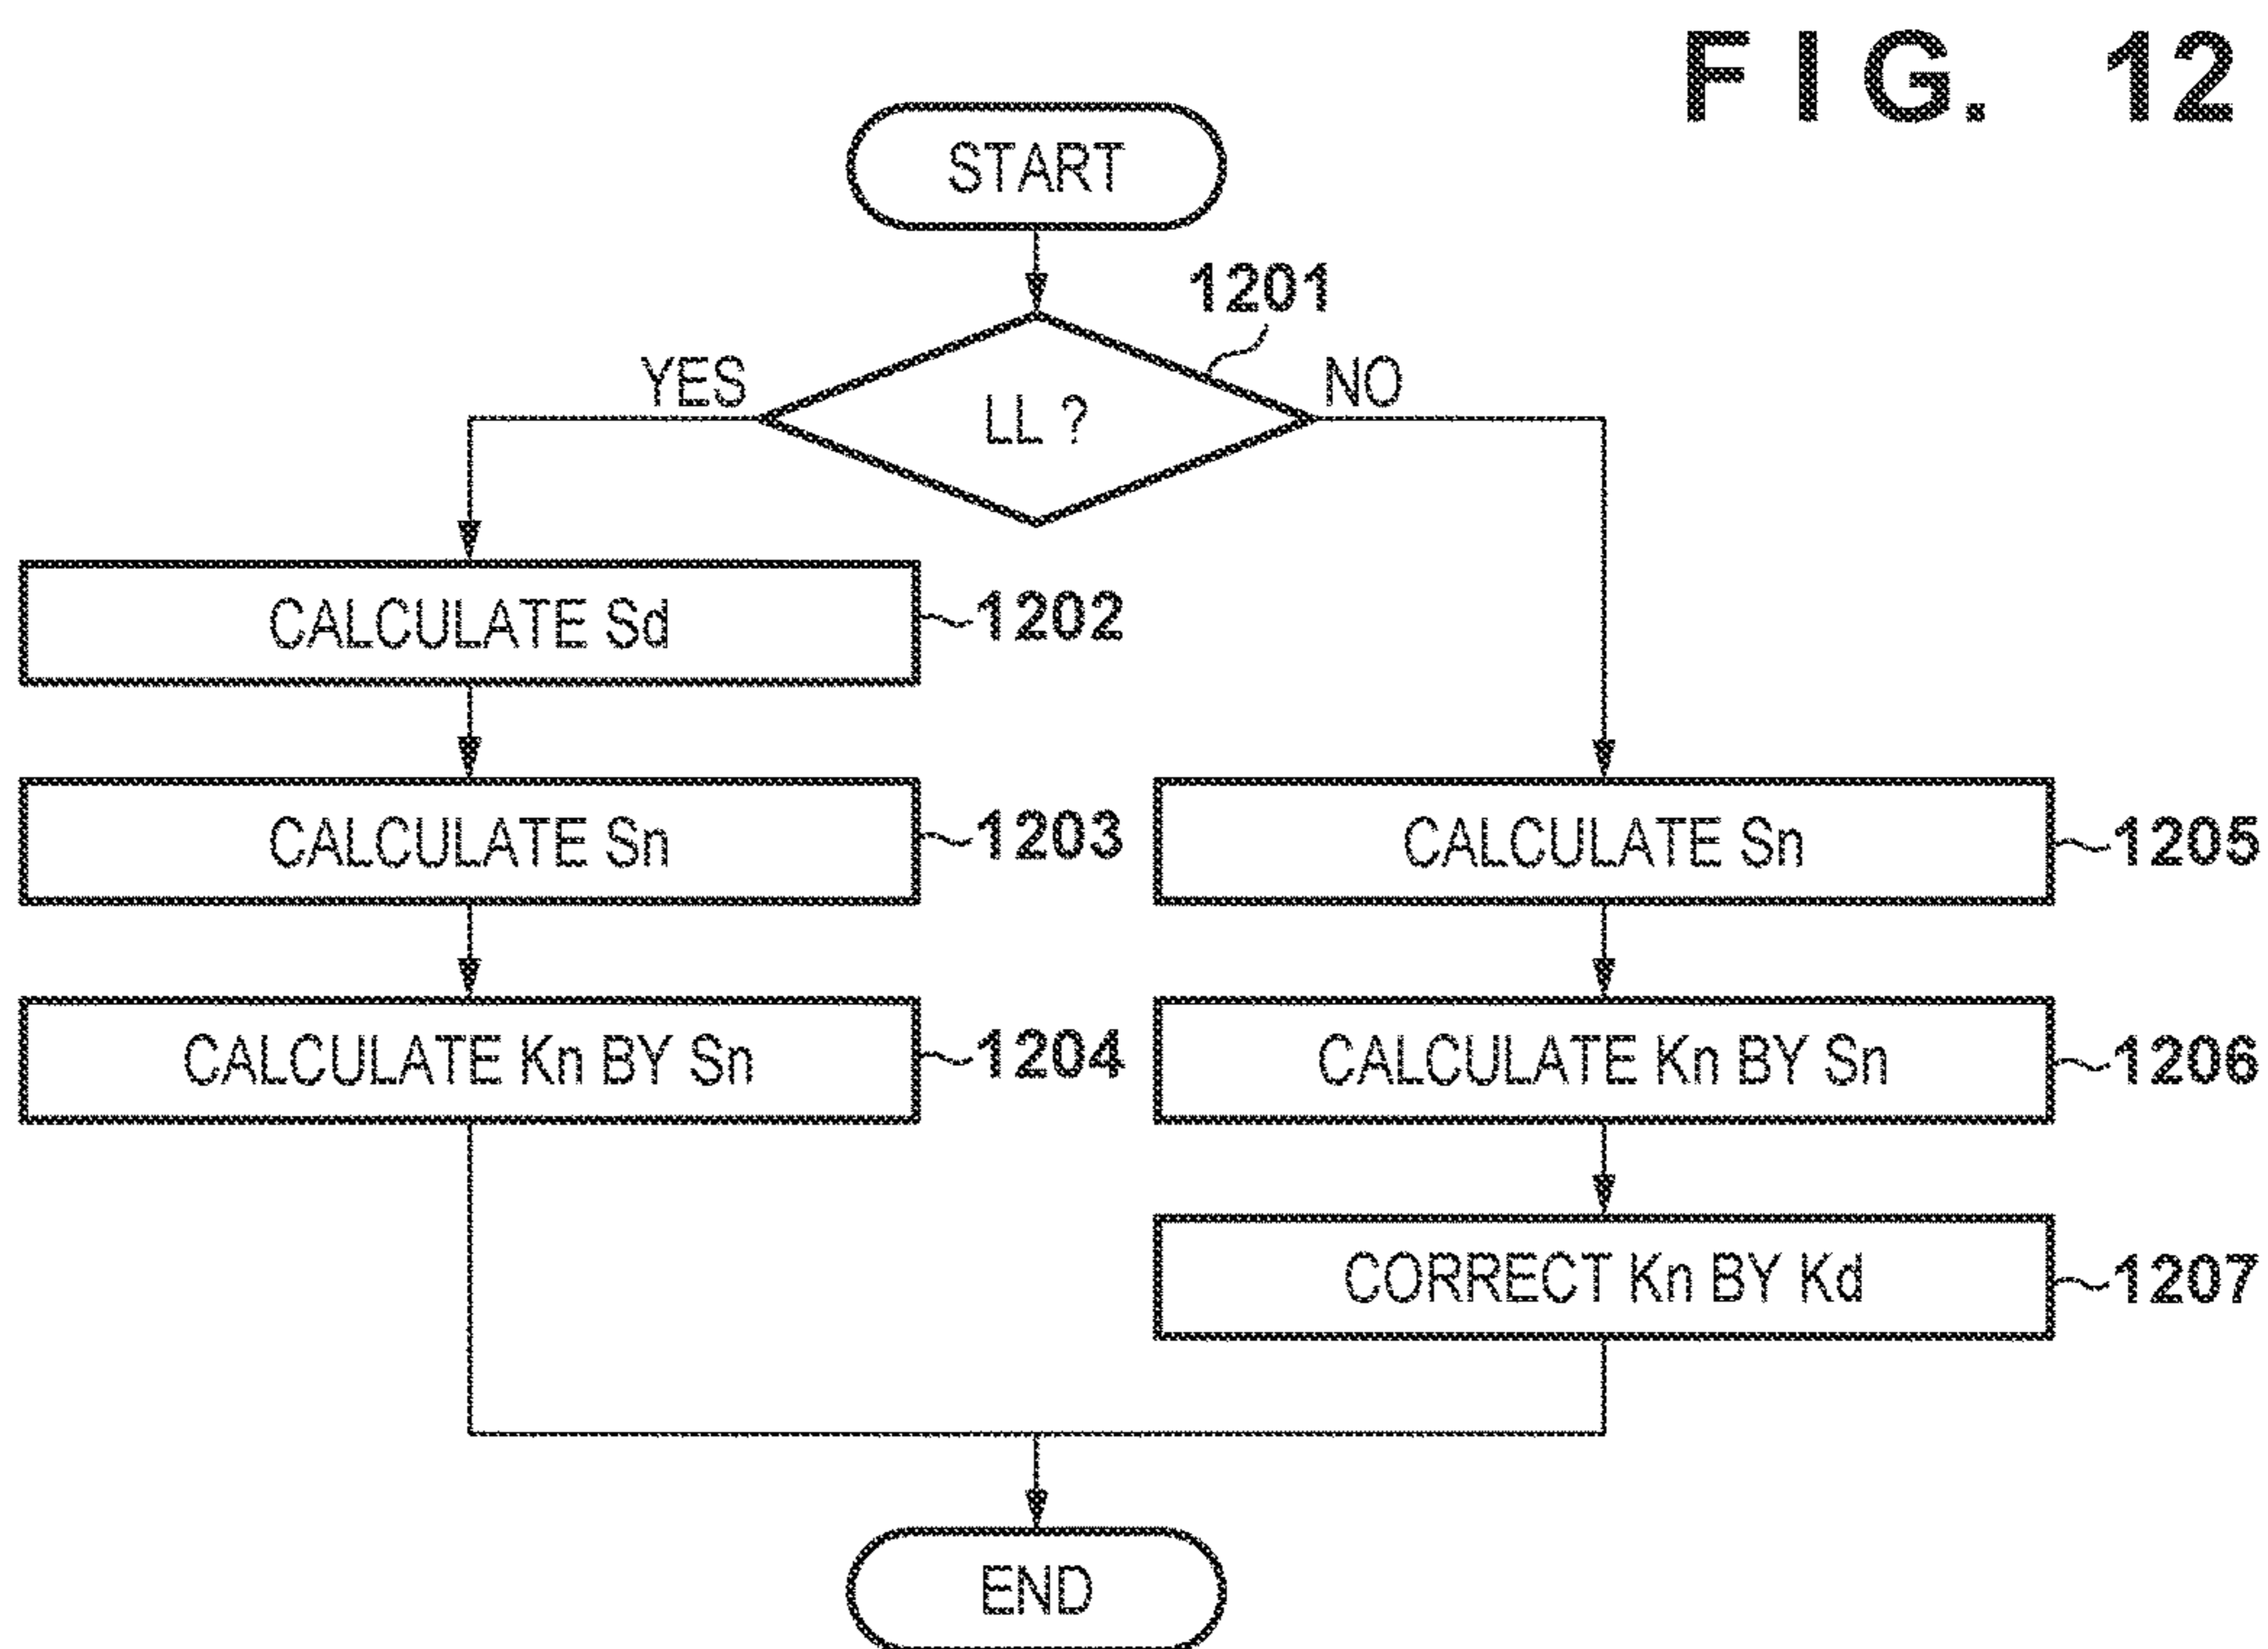 FIG. 12
START
1201
YES
LL ?
NO
CALCULATE Sd
1202
CALCULATE Sn
1203
CALCULATE Kn BY Sn
1204
CALCULATE Sn
1205
CALCULATE Kn BY Sn
1206
CORRECT Kn BY Kd
1207
END